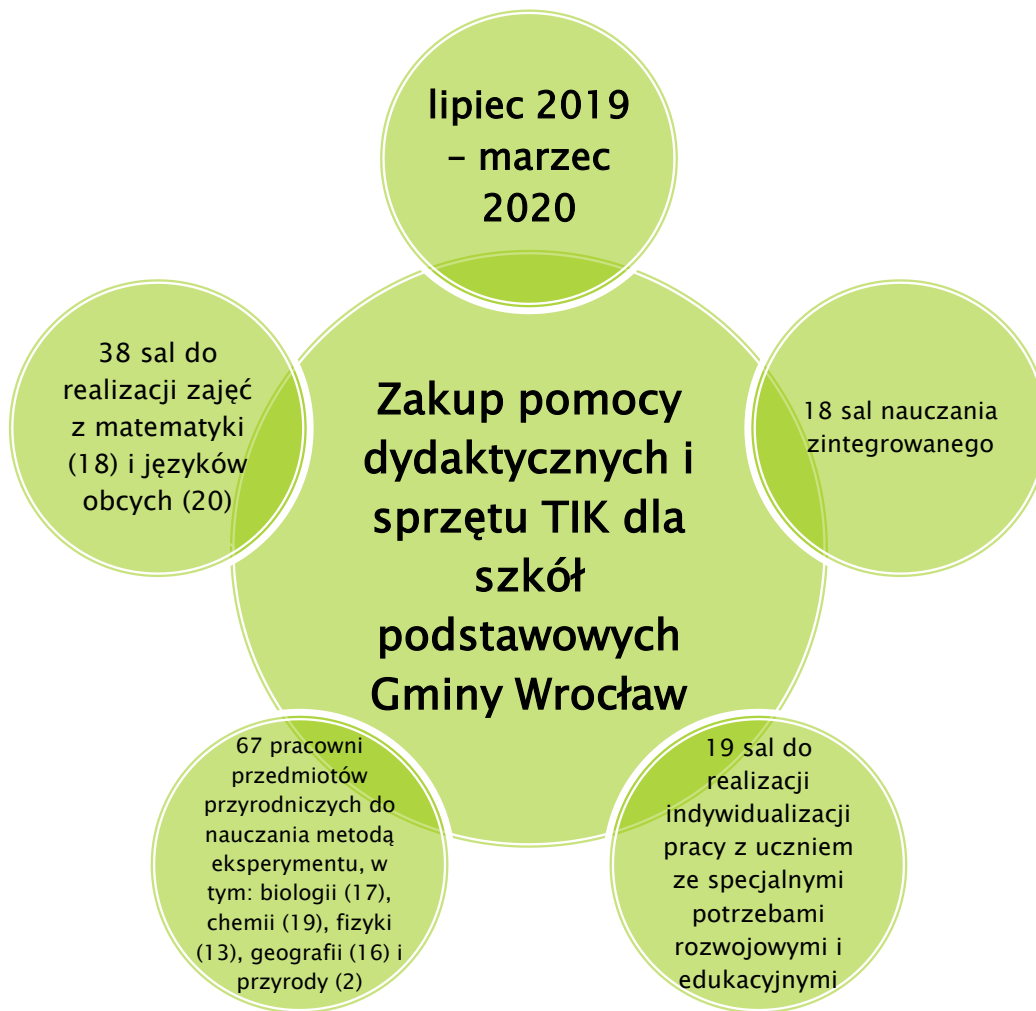 lipiec 2019
– marzec
2020
38 sal do
realizacji zajęć
z matematyki
(18) i języków
obcych (20)
Zakup pomocy
dydaktycznych i
sprzętu TIK dla
szkół
podstawowych
Gminy Wrocław
18 sal nauczania
zintegrowanego
67 pracowni
przedmiotów
przyrodniczych do
nauczania metodą
eksperymentu, w
tym: biologii (17),
chemii (19), fizyki
(13), geografii (16) i
przyrody (2)
19 sal do
realizacji
indywidualizacji
pracy z uczniem
ze specjalnymi
potrzebami
rozwojowymi i
edukacyjnymi